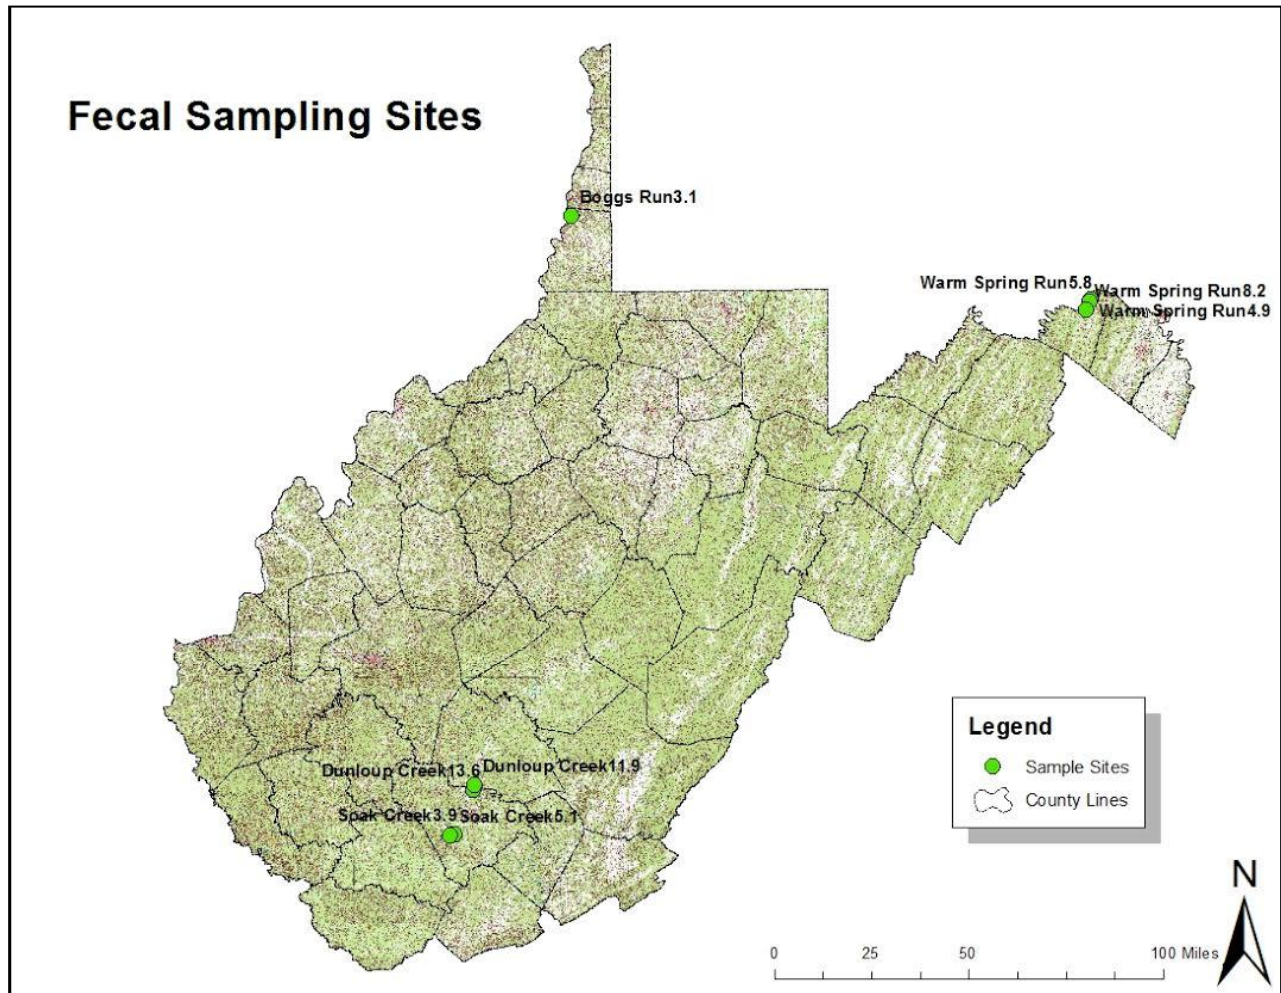 Fecal Sampling Sites
Boggs Run3.1
Warm Spring Run5.8
Warm Spring Run8.2
Warm Spring Run4.9
Dunloup Creek13.6
Dunloup Creek11.9
Soak Creek3.9
Soak Creek5.1
Legend
Sample Sites
County Lines
N
0 25 50 100 Miles